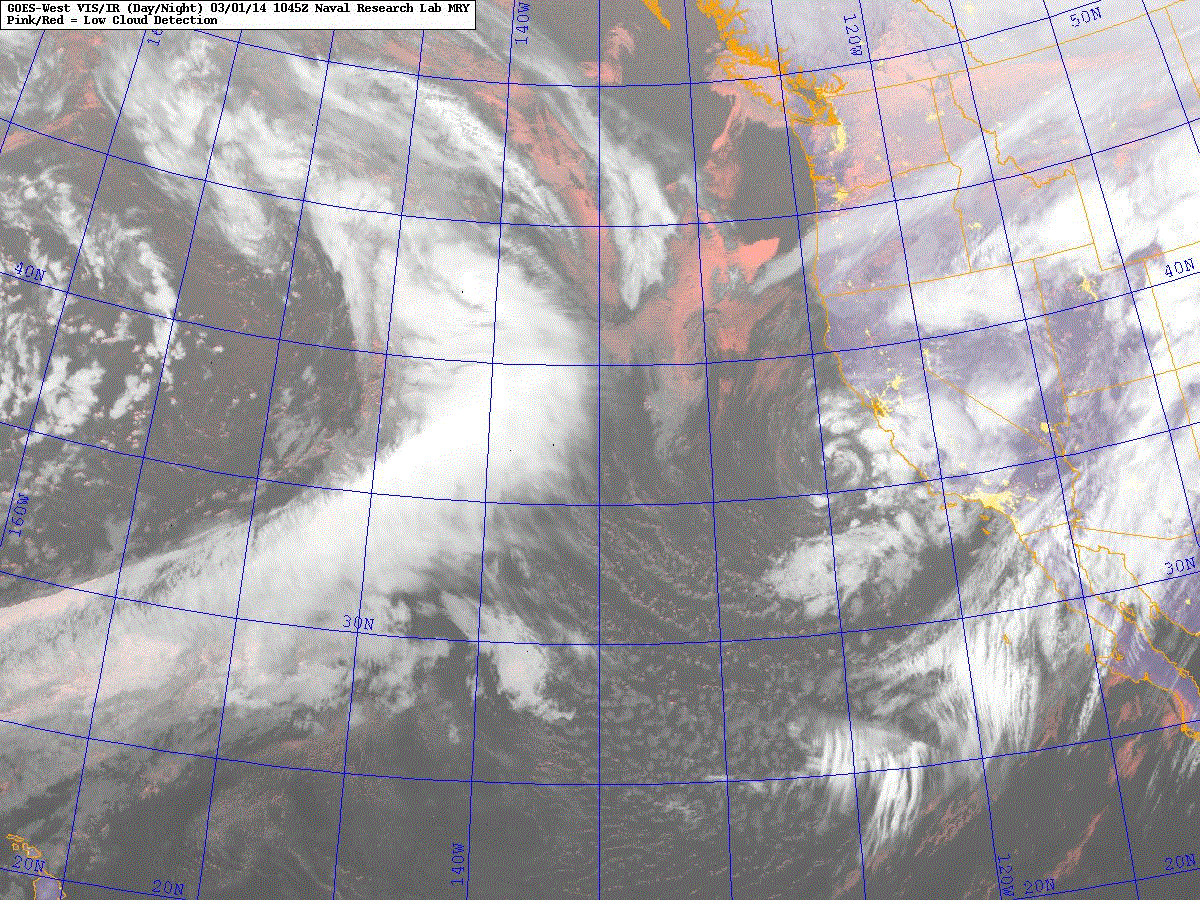 GOES-West VIS/IR (Day/Night) 03/01/14 1045Z Naval Research Lab MRY
Pink/Red = Low Cloud Detection
140W
120W
50N
40N
40N
160W
30N
30N
20N
20N
140W
120W
20N
20N